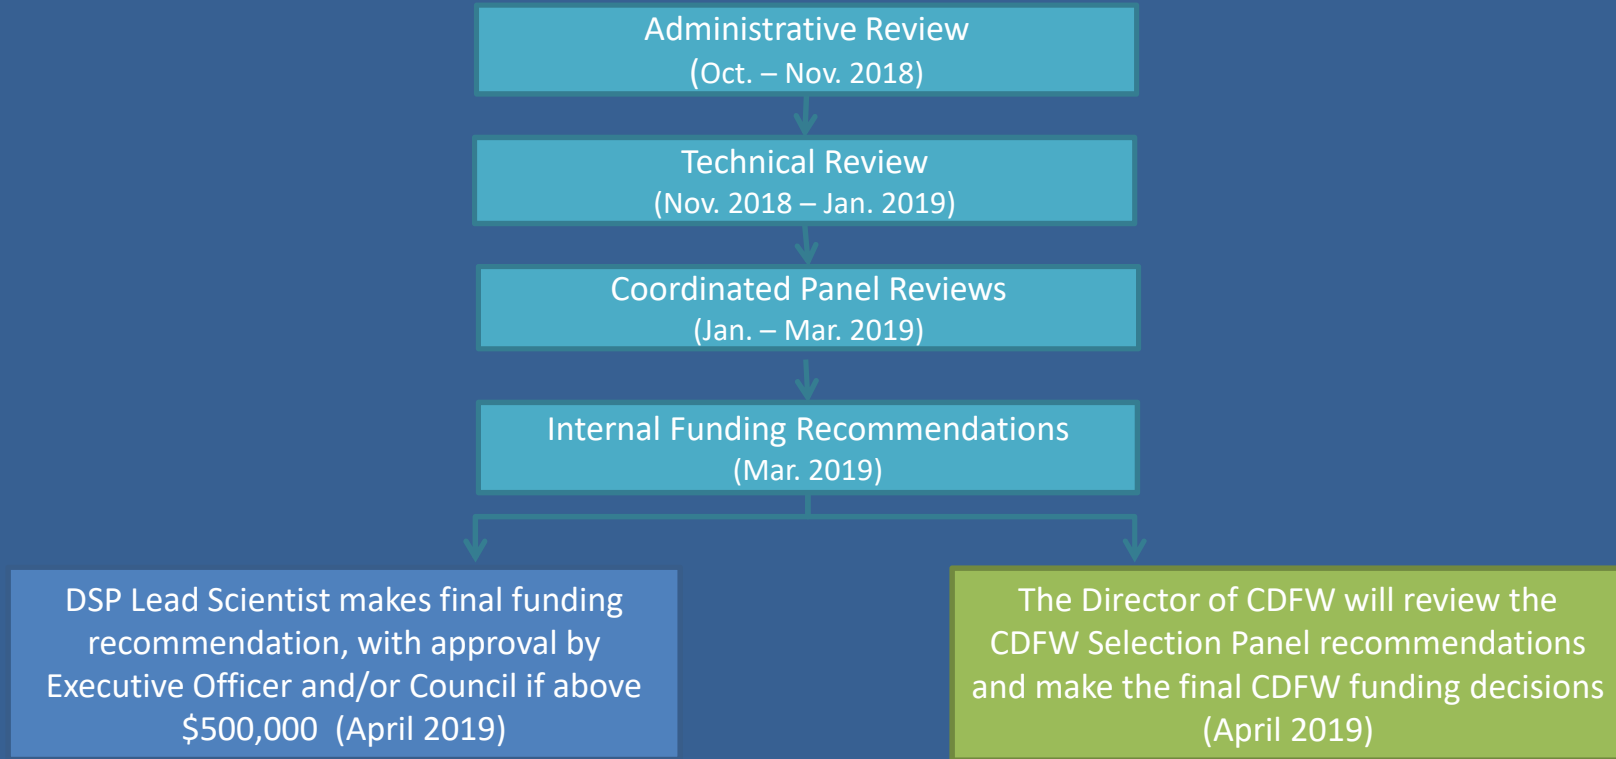 Administrative Review
(Oct. – Nov. 2018)
Technical Review
(Nov. 2018 – Jan. 2019)
Coordinated Panel Reviews
(Jan. – Mar. 2019)
Internal Funding Recommendations
(Mar. 2019)
DSP Lead Scientist makes final funding
recommendation, with approval by
Executive Officer and/or Council if above
$500,000 (April 2019)
The Director of CDFW will review the
CDFW Selection Panel recommendations
and make the final CDFW funding decisions
(April 2019)